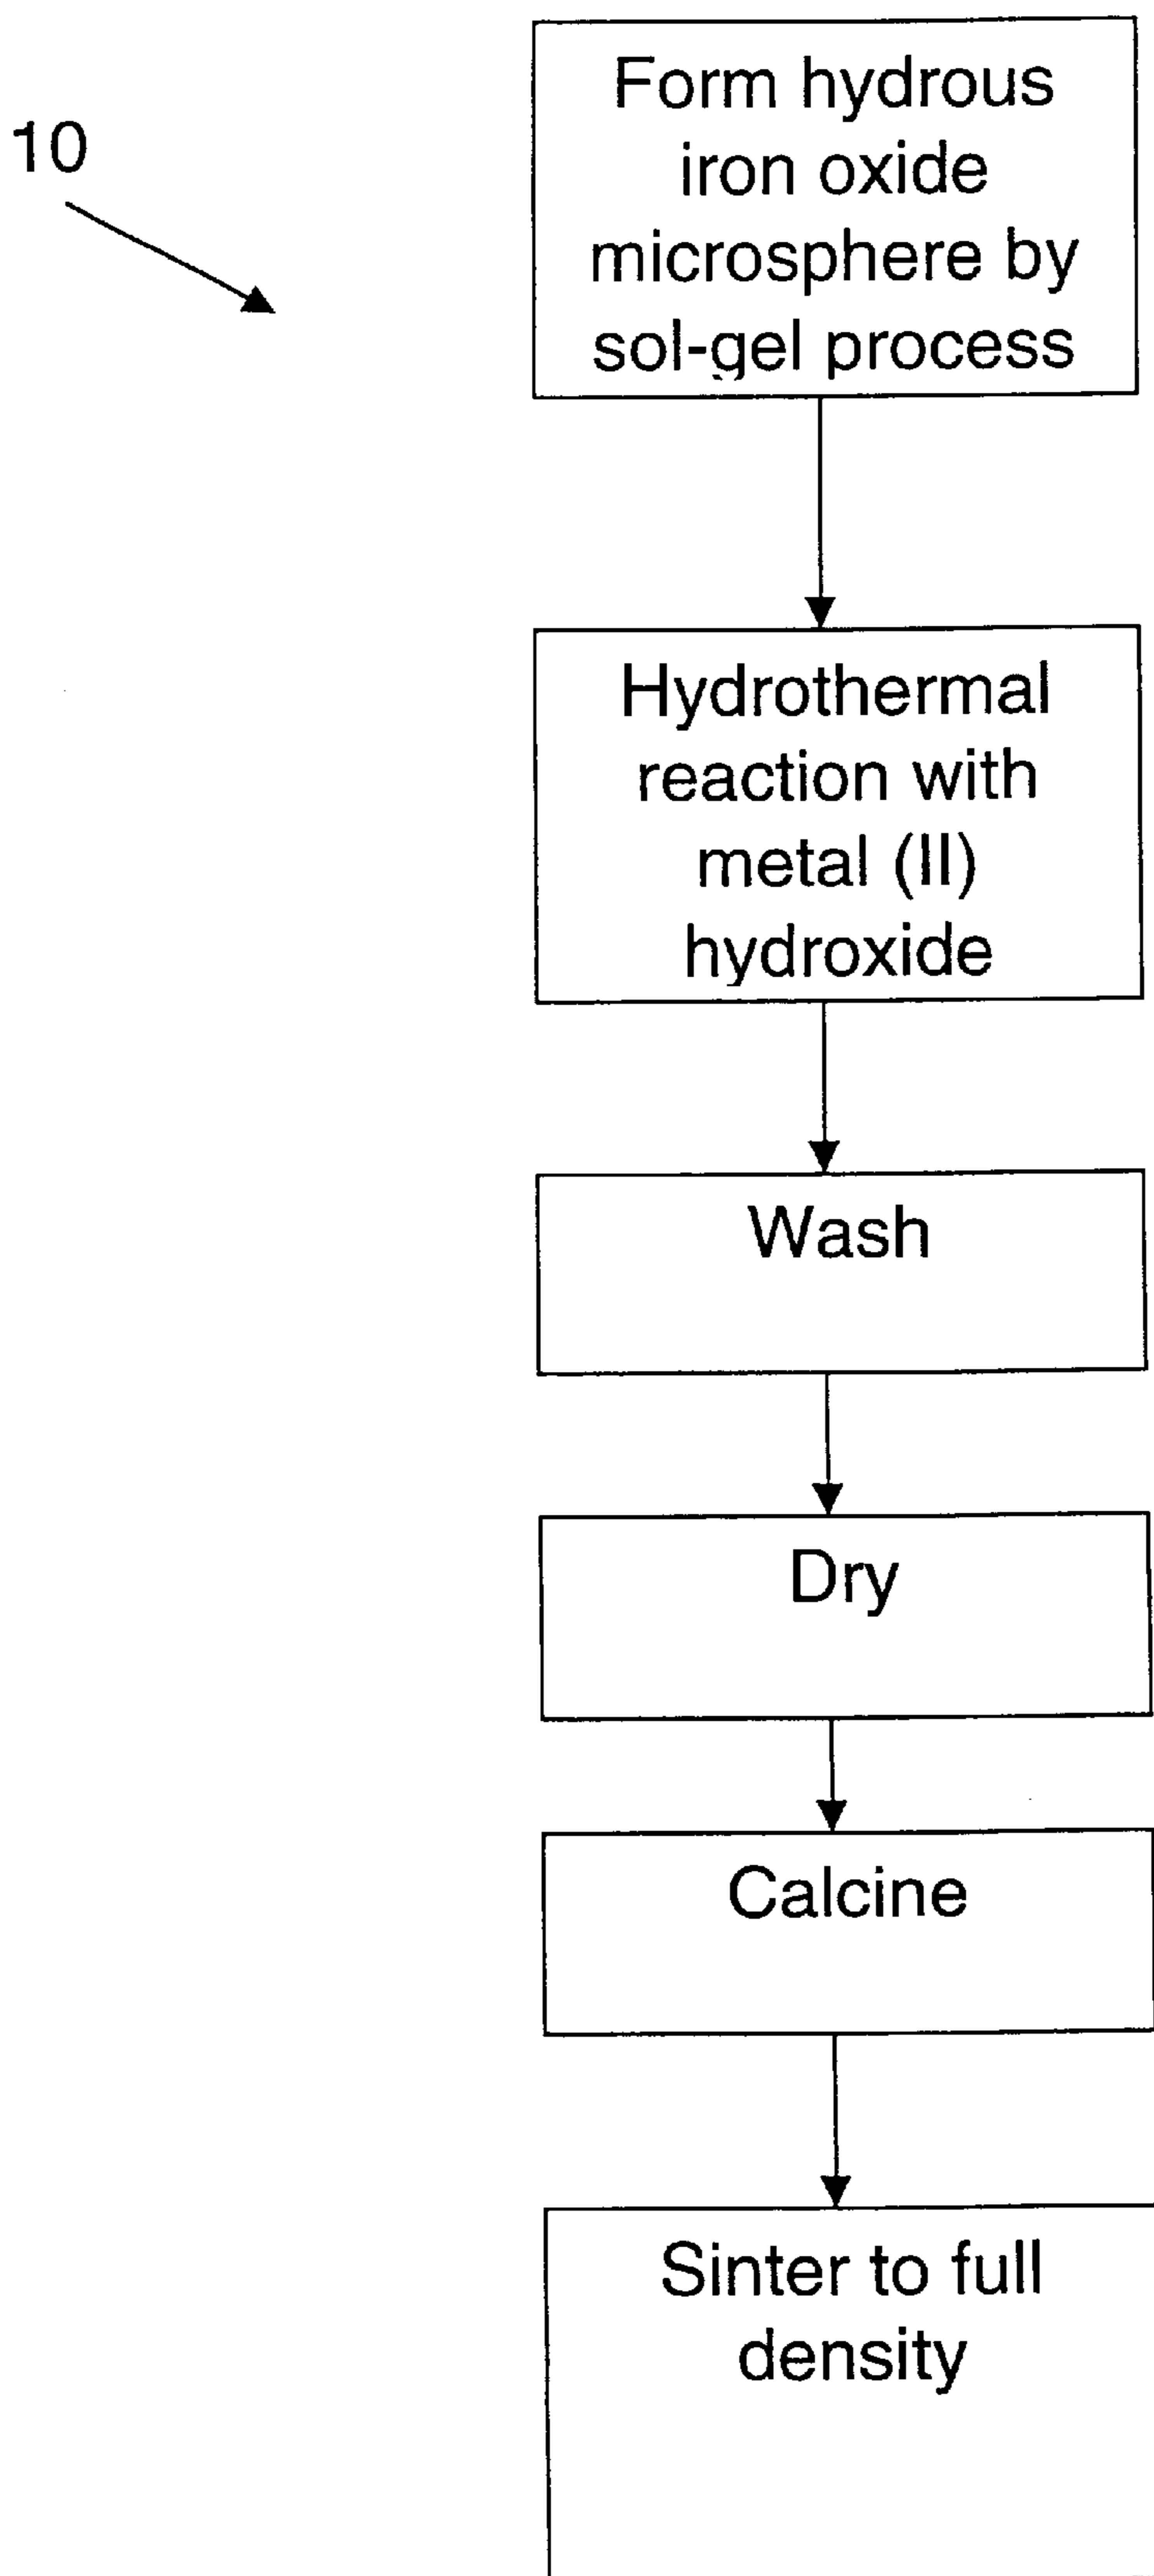 10
Form hydrous
iron oxide
microsphere by
sol-gel process
Hydrothermal
reaction with
metal (II)
hydroxide
Wash
Dry
Calcine
Sinter to full
density